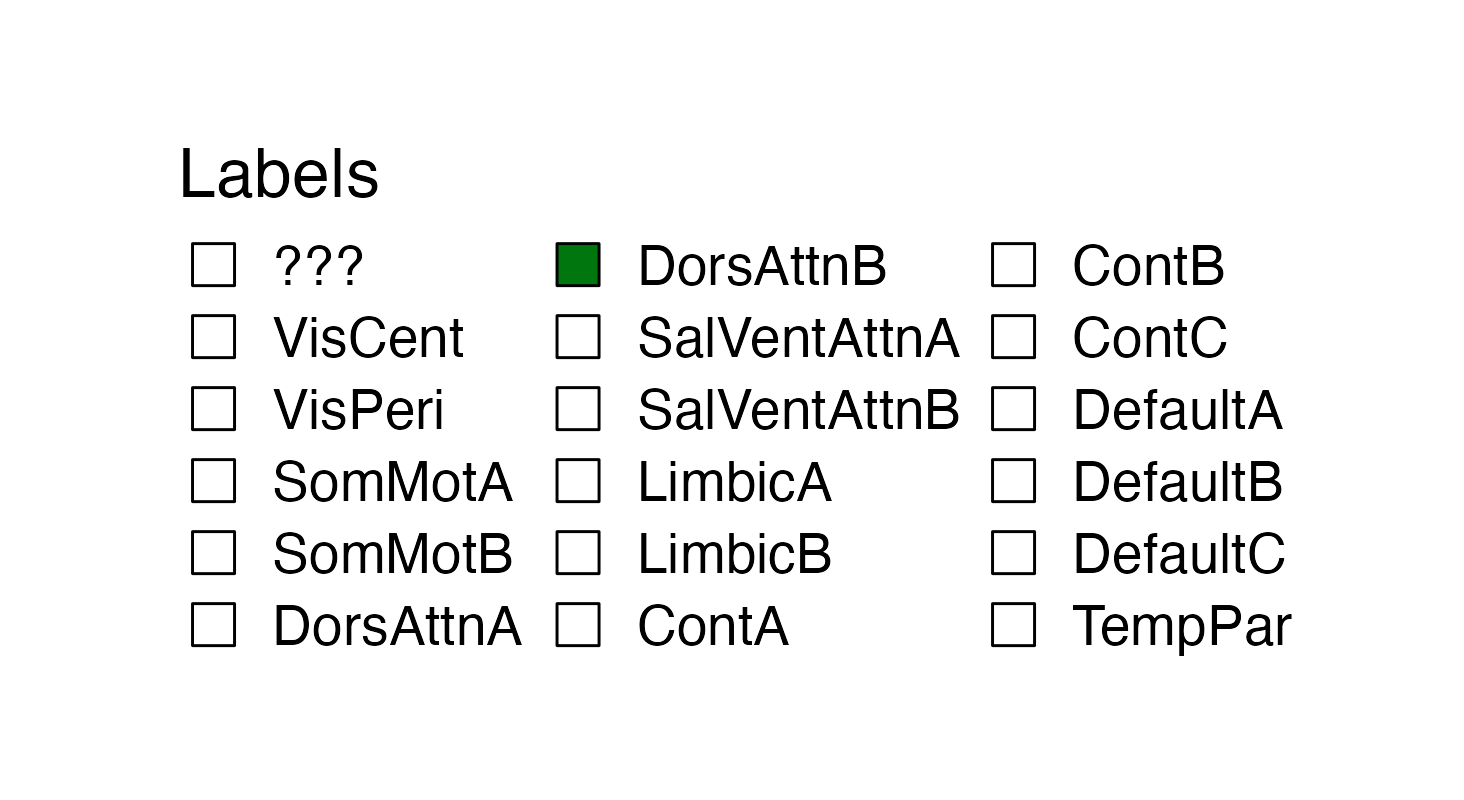 Labels
???
VisCent
VisPeri
SomMotA
SomMotB
DorsAttnA
DorsAttnB
SalVentAttnA
SalVentAttnB
LimbicA
LimbicB
ContA
ContB
ContC
DefaultA
DefaultB
DefaultC
TempPar